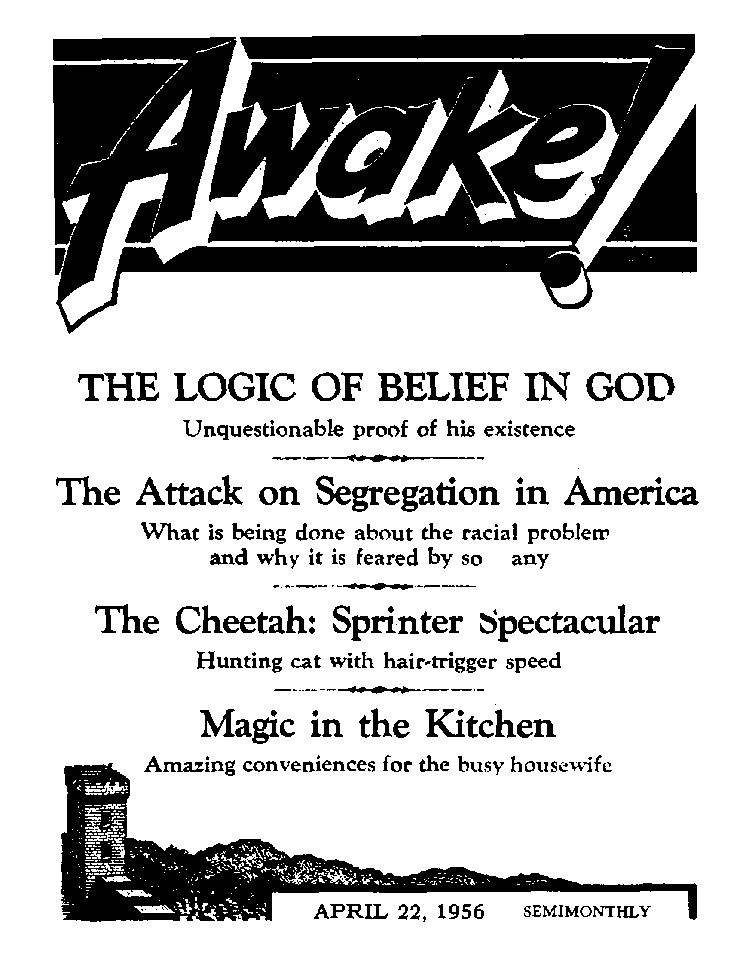 Awake!
THE LOGIC OF BELIEF IN GOD
Unquestionable proof of his existence
The Attack on Segregation in America
What is being done about the racial problem
and why it is feared by so any
The Cheetah: Sprinter Spectacular
Hunting cat with hair-trigger speed
Magic in the Kitchen
Amazing conveniences for the busy housewife
APRIL 22, 1956 SEMIMONTHLY